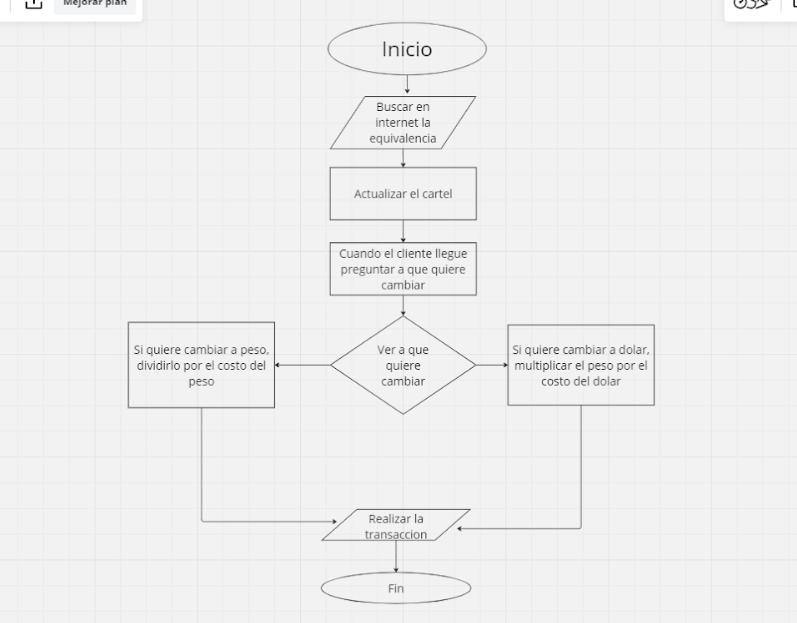 Mejorar plan
Inicio
Buscar en
internet la
equivalencia
Actualizar el cartel
Cuando el cliente llegue
preguntar a que quiere
cambiar
Ver a que
quiere
cambiar
Si quiere cambiar a peso,
dividirlo por el costo del
peso
Si quiere cambiar a dolar,
multiplicar el peso por el
costo del dolar
Realizar la
transaccion
Fin